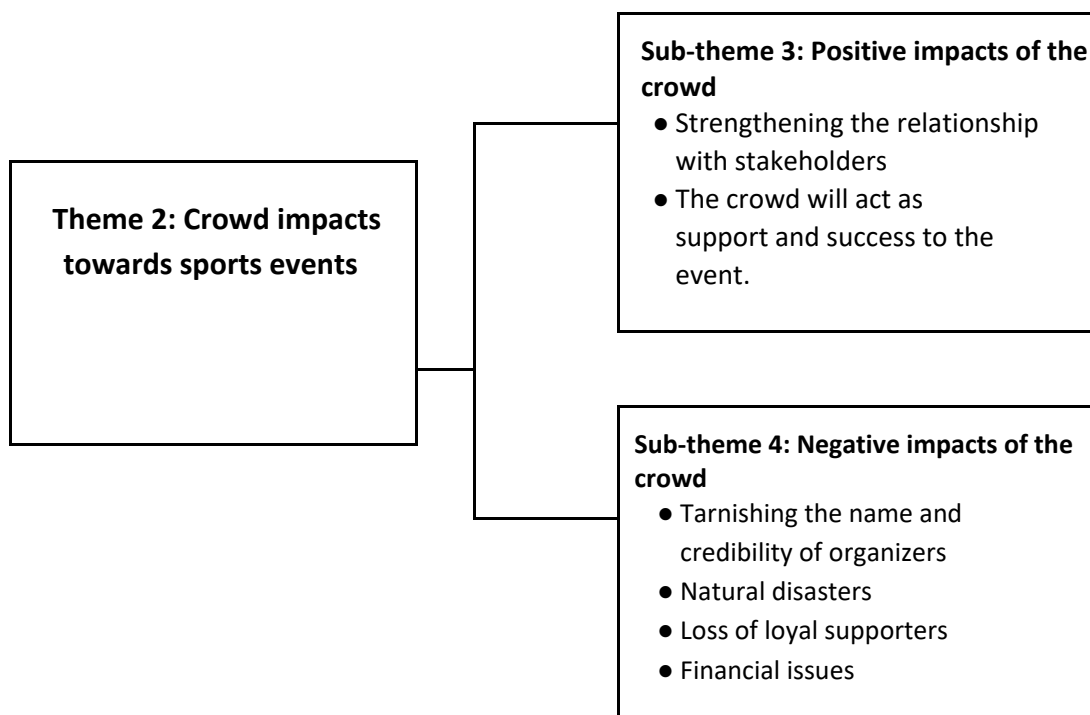 Theme 2: Crowd impacts
towards sports events
Sub-theme 3: Positive impacts of the
crowd
● Strengthening the relationship
with stakeholders
● The crowd will act as
support and success to the
event.
Sub-theme 4: Negative impacts of the
crowd
● Tarnishing the name and
credibility of organizers
● Natural disasters
● Loss of loyal supporters
● Financial issues